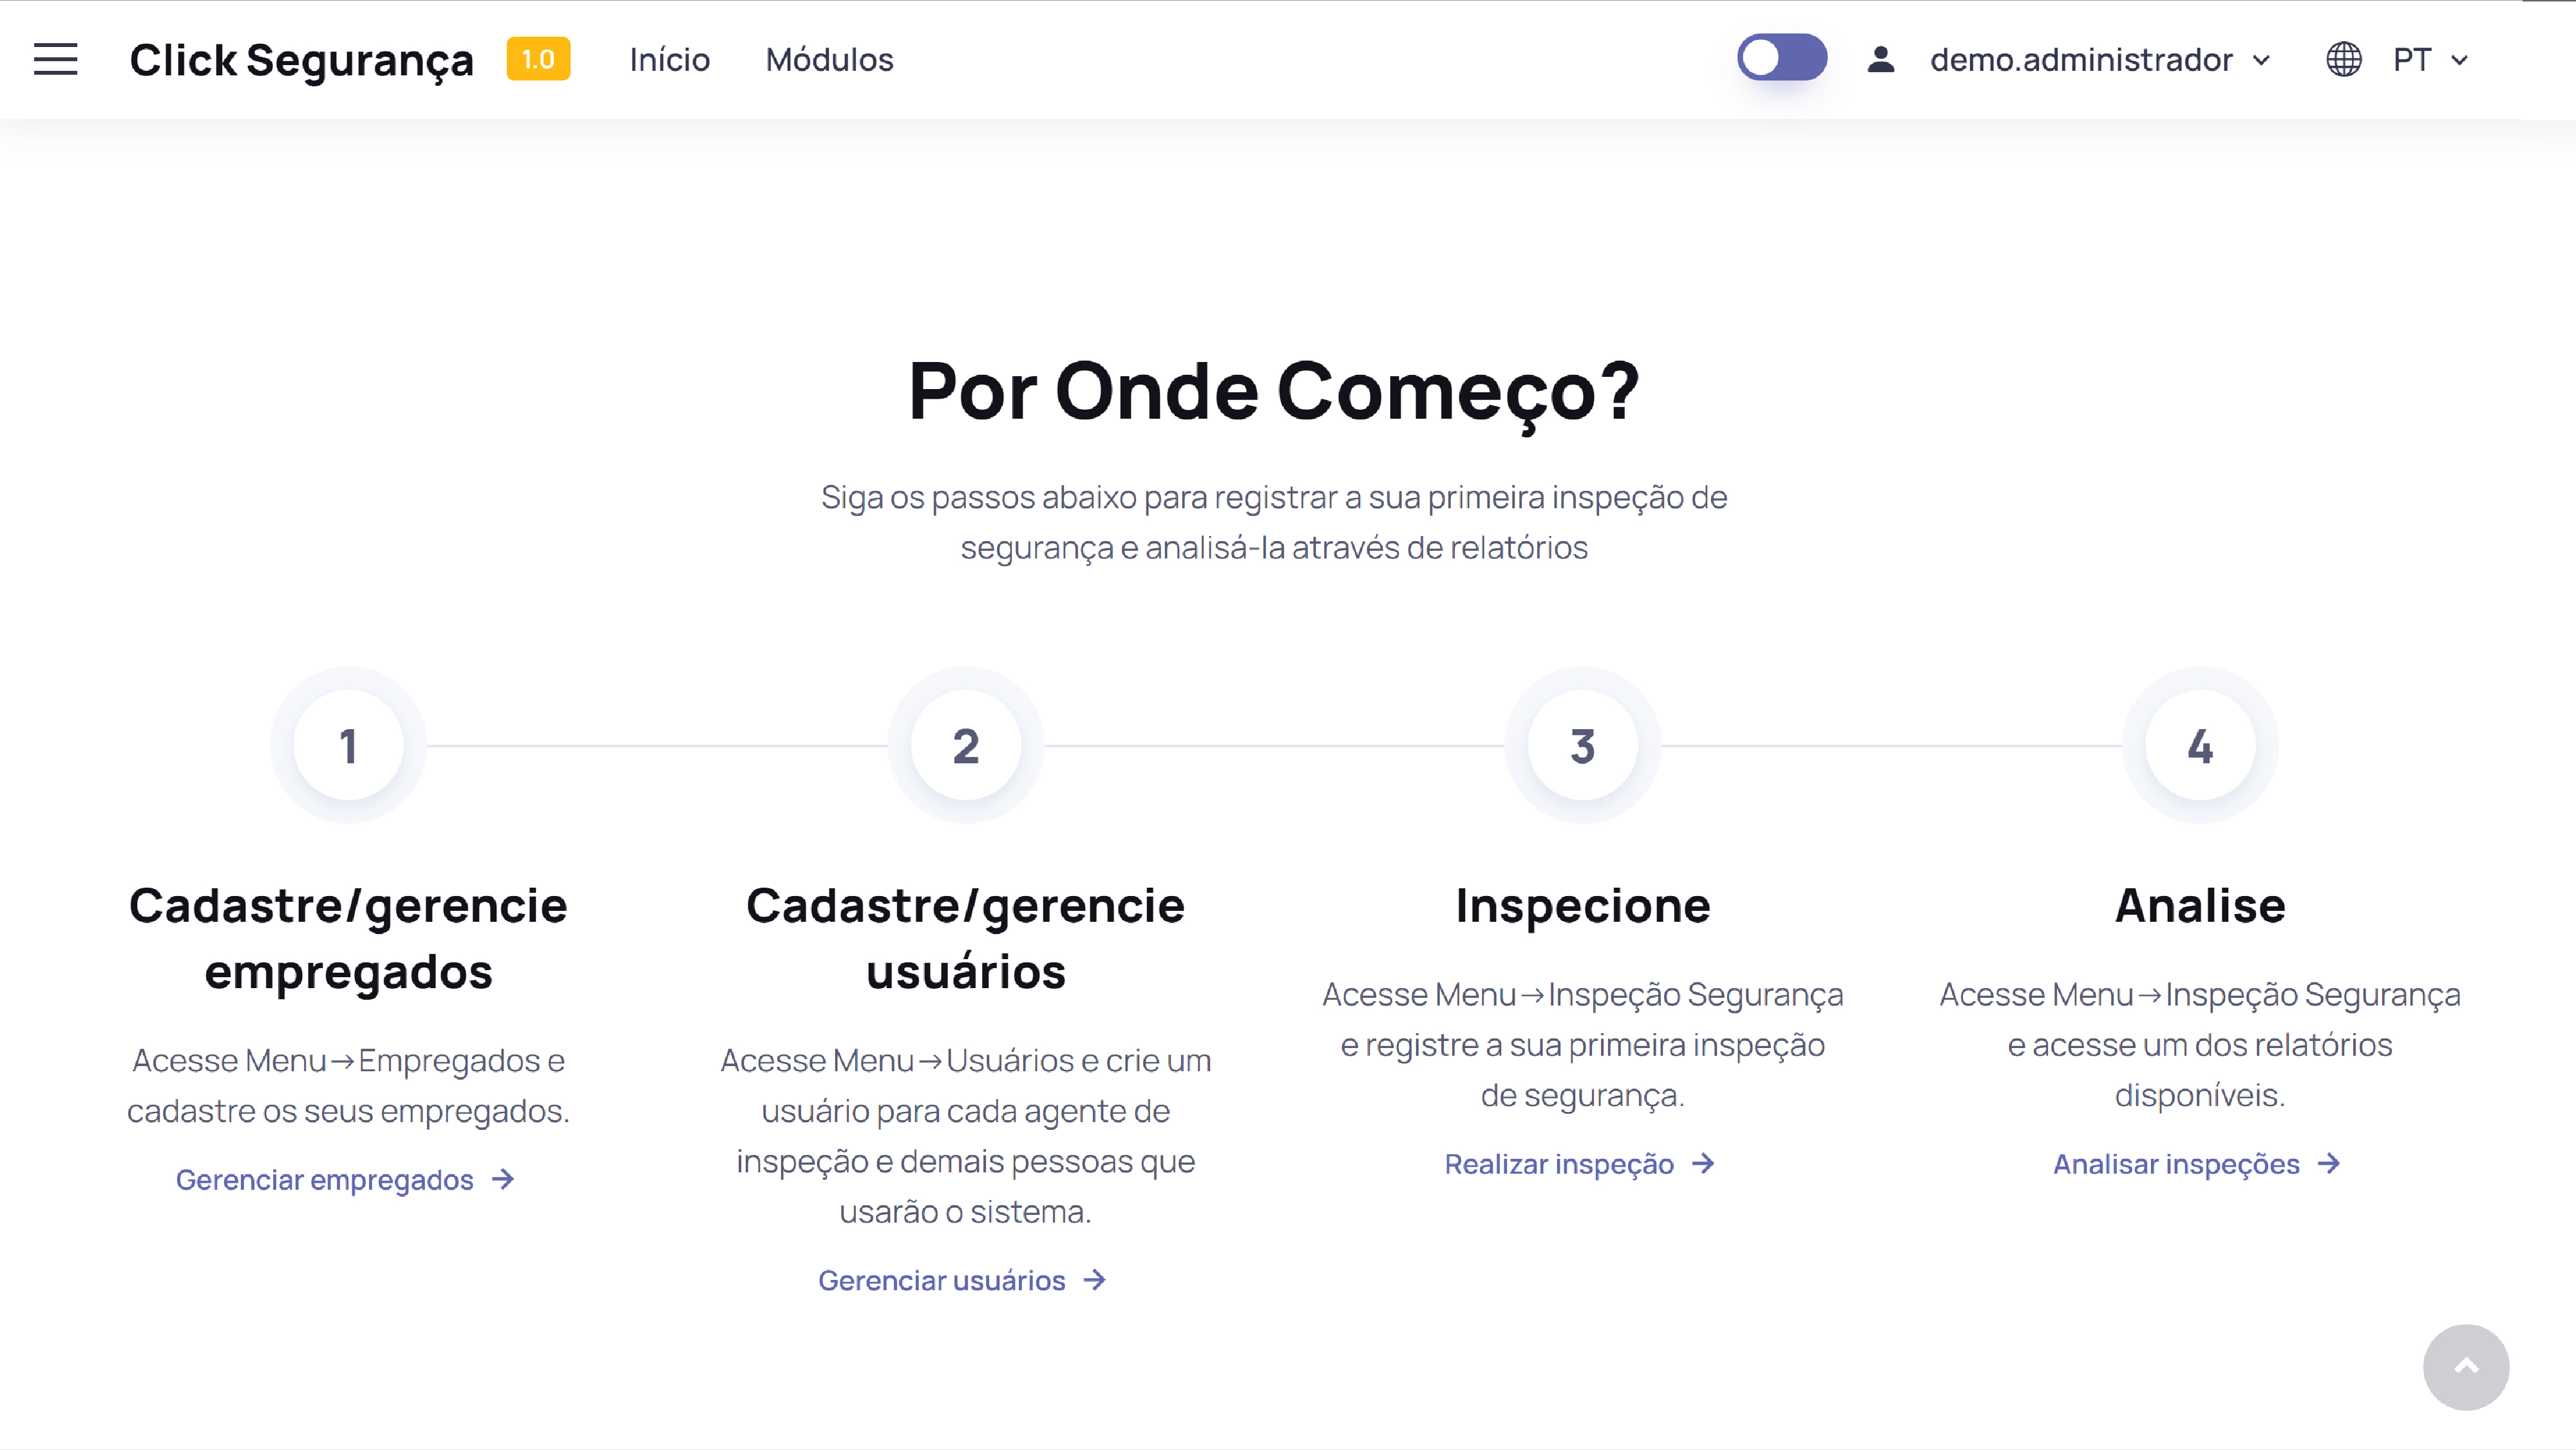 Click Segurança 1.0 Início Módulos demo.administrador PT
Por Onde Começo?
Siga os passos abaixo para registrar a sua primeira inspeção de
segurança e analisá-la através de relatórios
1
Cadastre/gerencie
empregados
Acesse Menu→Empregados e
cadastre os seus empregados.
Gerenciar empregados →
2
Cadastre/gerencie
usuários
Acesse Menu→Usuários e crie um
usuário para cada agente de
inspeção e demais pessoas que
usarão o sistema.
Gerenciar usuários →
3
Inspecione
Acesse Menu→Inspeção Segurança
e registre a sua primeira inspeção
de segurança.
Realizar inspeção →
4
Analise
Acesse Menu→Inspeção Segurança
e acesse um dos relatórios
disponíveis.
Analisar inspeções →